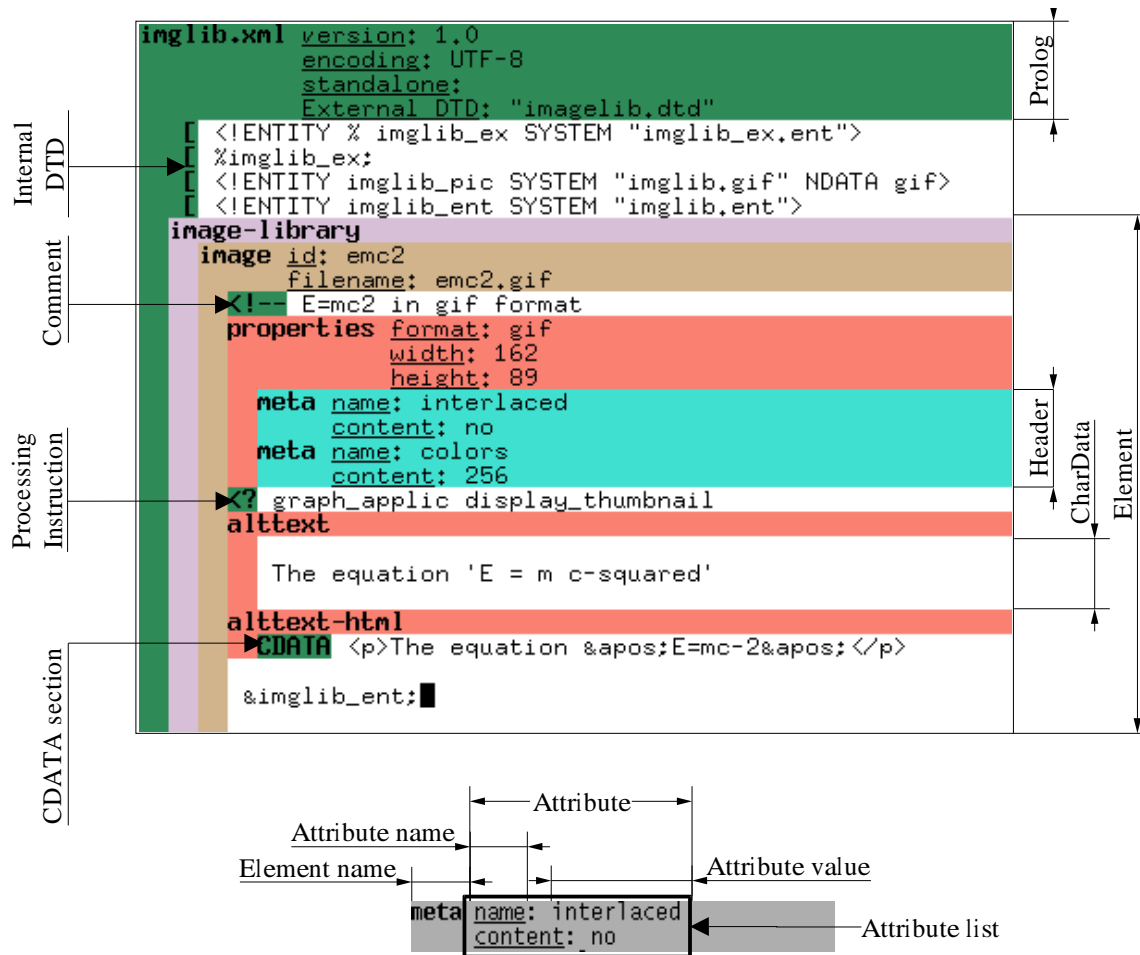 imglib.xml version: 1.0
encoding: UTF-8
standalone:
External DTD: "imagelib.dtd"
Prolog
[ <!ENTITY % imglib_ex SYSTEM "imglib_ex.ent">
[ %imglib_ex;
[ <!ENTITY imglib_pic SYSTEM "imglib.gif" NDATA gif>
[ <!ENTITY imglib_ent SYSTEM "imglib.ent">
Internal
DTD
image-library
image id: emc2
filename: emc2.gif
<!-- E=mc2 in gif format
Comment
properties format: gif
width: 162
height: 89
meta name: interlaced
content: no
meta name: colors
content: 256
Header
CharData
Element
<? graph_applic display_thumbnail
Processing
Instruction
alttext
The equation 'E = m c-squared'
alttext-html
CDATA <p>The equation &apos;E=mc-2&apos;</p>
&imglib_ent;
CDATA section
Attribute
Attribute name
Element name
Attribute value
meta name: interlaced
content: no
Attribute list